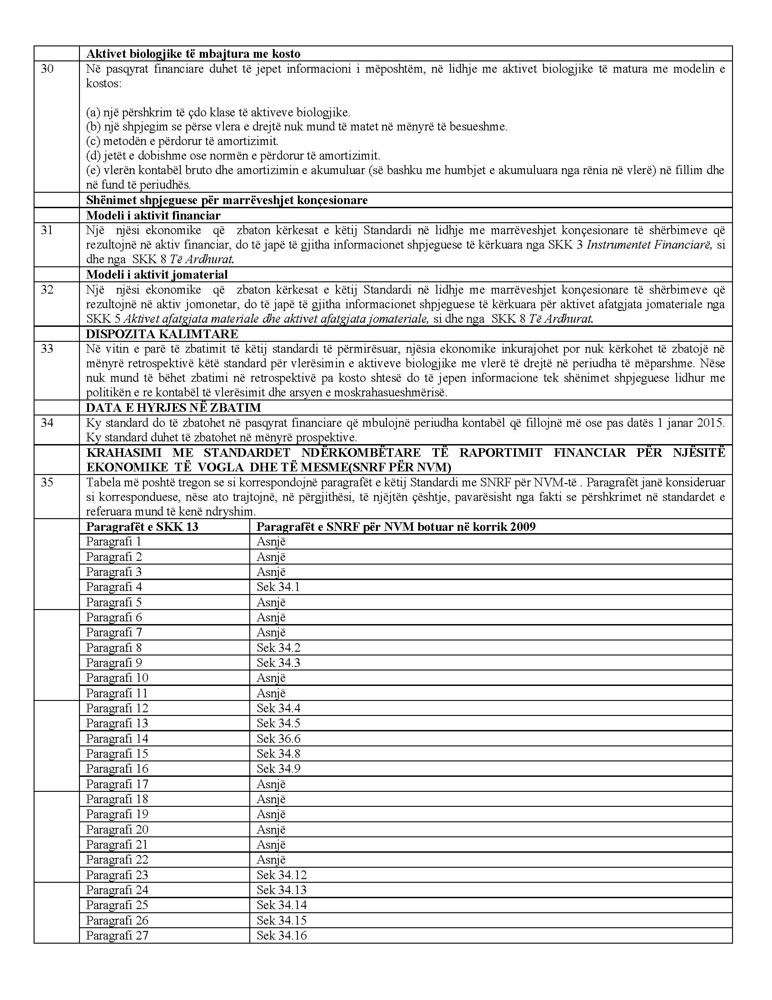 Aktivet biologjike të mbajtura me kosto
30 Në pasqyrat financiare duhet të jepet informacioni i mëposhtëm, në lidhje me aktivet biologjike të matura me modelin e
kostos:
(a) një përshkrim të çdo klase të aktiveve biologjike.
(b) një shpjegim se përse vlera e drejtë nuk mund të matet në mënyrë të besueshme.
(c) metodën e përdorur të amortizimit.
(d) jetët e dobishme ose normën e përdorur të amortizimit.
(e) vlerën kontabël bruto dhe amortizimin e akumuluar (së bashku me humbjet e akumuluara nga rënia në vlerë) në fillim dhe
në fund të periudhës.
Shënimet shpjeguese për marrëveshjet konçesionare
Modeli i aktivit financiar
31 Një njësi ekonomike që zbaton kërkesat e këtij Standardi në lidhje me marrëveshjet konçesionare të shërbimeve që
rezultojnë në aktiv financiar, do të japë të gjitha informacionet shpjeguese të kërkuara nga SKK 3 Instrumentet Financiarë, si
dhe nga SKK 8 Të Ardhurat.
Modeli i aktivit jomaterial
32 Një njësi ekonomike që zbaton kërkesat e këtij Standardi në lidhje me marrëveshjet konçesionare të shërbimeve që
rezultojnë në aktiv jomonetar, do të japë të gjitha informacionet shpjeguese të kërkuara për aktivet afatgjata jomateriale nga
SKK 5 Aktivet afatgjata materiale dhe aktivet afatgjata jomateriale, si dhe nga SKK 8 Të Ardhurat.
DISPOZITA KALIMTARE
33 Në vitin e parë të zbatimit të këtij standardi të përmirësuar, njësia ekonomike inkurajohet por nuk kërkohet të zbatojë në
mënyrë retrospektivë këtë standard për vlerësimin e aktiveve biologjike me vlerë të drejtë në periudha të mëparshme. Nëse
nuk mund të bëhet zbatimi në retrospektivë pa kosto shtesë do të jepen informacione tek shënimet shpjeguese lidhur me
politikën e re kontabël të vlerësimit dhe arsyen e moskrahasueshmërisë.
DATA E HYRJES NË ZBATIM
34 Ky standard do të zbatohet në pasqyrat financiare që mbulojnë periudha kontabël që fillojnë më ose pas datës 1 janar 2015.
Ky standard duhet të zbatohet në mënyrë prospektive.
KRAHASIMI ME STANDARDET NDËRKOMBËTARE TË RAPORTIMIT FINANCIAR PËR NJËSITË
EKONOMIKE TË VOGLA DHE TË MESME(SNRF PËR NVM)
35 Tabela më poshtë tregon se si korrespondojnë paragrafët e këtij Standardi me SNRF për NVM-të . Paragrafët janë konsideruar
si korresponduese, nëse ato trajtojnë, në përgjithësi, të njëjtën çështje, pavarësisht nga fakti se përshkrimet në standardet e
referuara mund të kenë ndryshim.
Paragrafët e SKK 13 Paragrafët e SNRF për NVM botuar në korrik 2009
Paragrafi 1 Asnjë
Paragrafi 2 Asnjë
Paragrafi 3 Asnjë
Paragrafi 4 Sek 34.1
Paragrafi 5 Asnjë
Paragrafi 6 Asnjë
Paragrafi 7 Asnjë
Paragrafi 8 Sek 34.2
Paragrafi 9 Sek 34.3
Paragrafi 10 Asnjë
Paragrafi 11 Asnjë
Paragrafi 12 Sek 34.4
Paragrafi 13 Sek 34.5
Paragrafi 14 Sek 36.6
Paragrafi 15 Sek 34.8
Paragrafi 16 Sek 34.9
Paragrafi 17 Asnjë
Paragrafi 18 Asnjë
Paragrafi 19 Asnjë
Paragrafi 20 Asnjë
Paragrafi 21 Asnjë
Paragrafi 22 Asnjë
Paragrafi 23 Sek 34.12
Paragrafi 24 Sek 34.13
Paragrafi 25 Sek 34.14
Paragrafi 26 Sek 34.15
Paragrafi 27 Sek 34.16